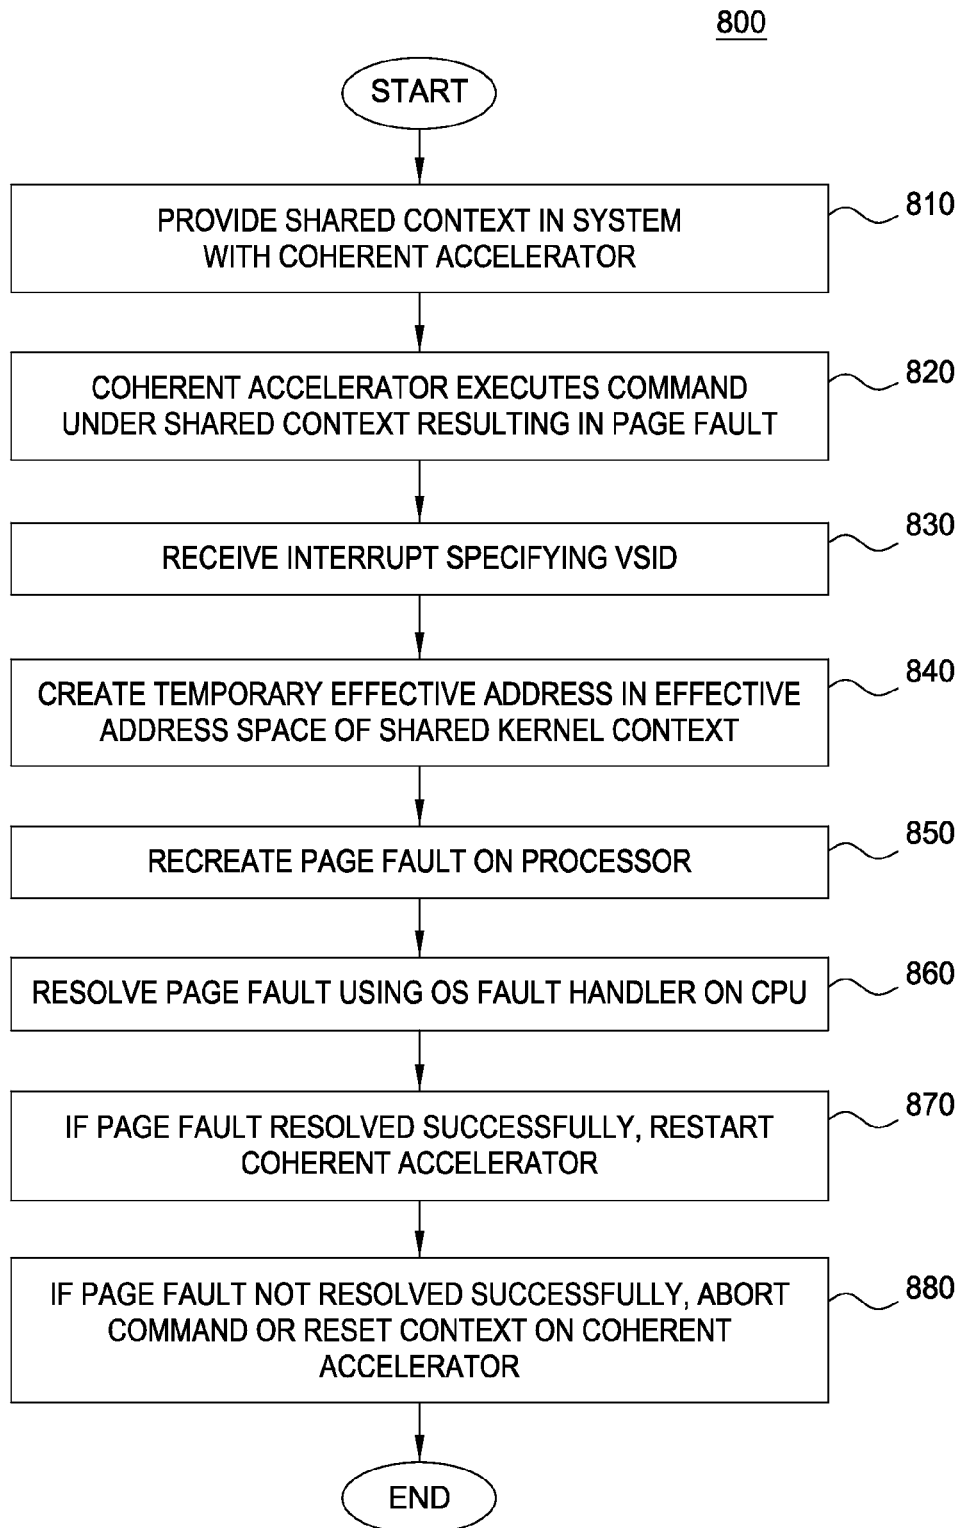 800
START
PROVIDE SHARED CONTEXT IN SYSTEM
WITH COHERENT ACCELERATOR
810
COHERENT ACCELERATOR EXECUTES COMMAND
UNDER SHARED CONTEXT RESULTING IN PAGE FAULT
820
RECEIVE INTERRUPT SPECIFYING VSID
830
CREATE TEMPORARY EFFECTIVE ADDRESS IN EFFECTIVE
ADDRESS SPACE OF SHARED KERNEL CONTEXT
840
RECREATE PAGE FAULT ON PROCESSOR
850
RESOLVE PAGE FAULT USING OS FAULT HANDLER ON CPU
860
IF PAGE FAULT RESOLVED SUCCESSFULLY, RESTART
COHERENT ACCELERATOR
870
IF PAGE FAULT NOT RESOLVED SUCCESSFULLY, ABORT
COMMAND OR RESET CONTEXT ON COHERENT
ACCELERATOR
880
END